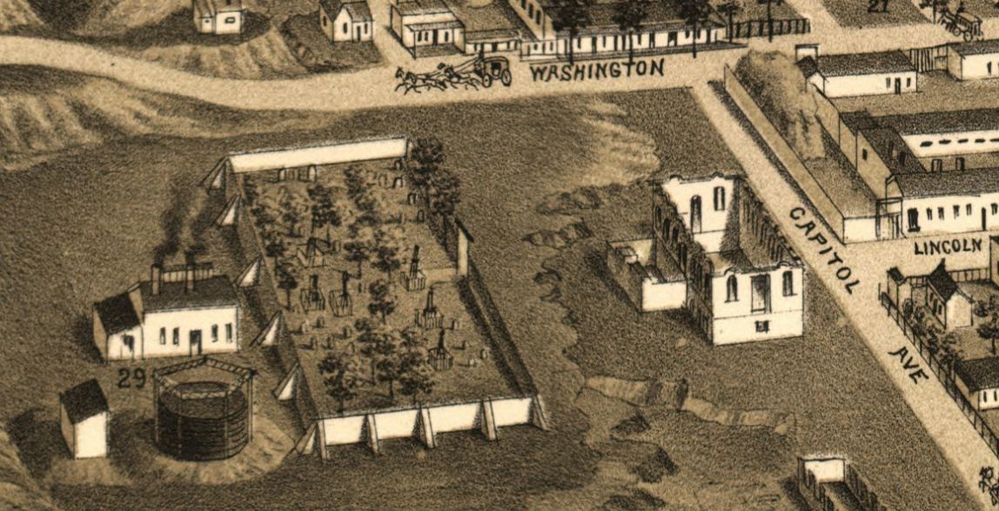 21
WASHINGTON
CAPITOL
LINCOLN
AVE
29